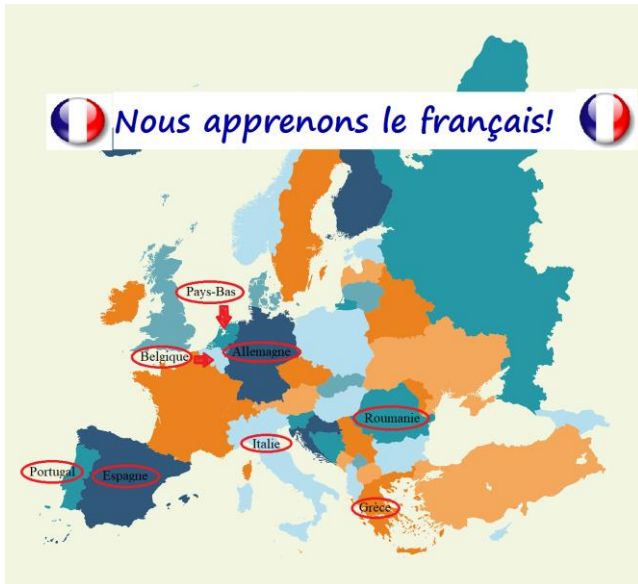 Nous apprenons le français!
Pays-Bas
Belgique
Allemagne
Roumanie
Italie
Portugal
Espagne
Grèce